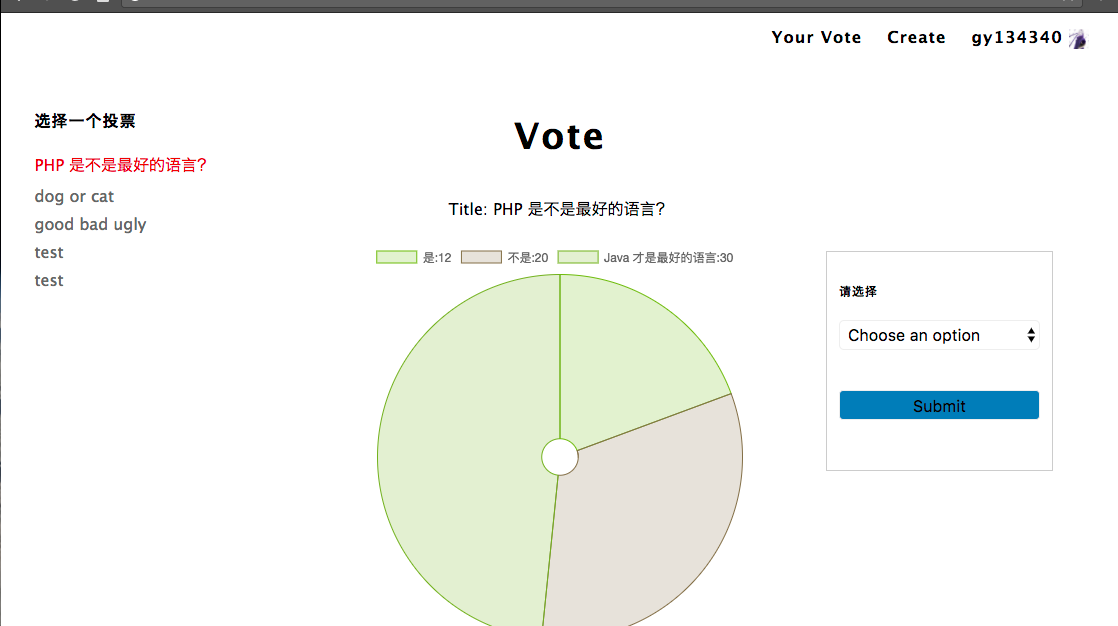 Your Vote Create gy134340
选择一个投票
PHP 是不是最好的语言?
dog or cat
good bad ugly
test
test
Vote
Title: PHP 是不是最好的语言?
是:12 不是:20 Java 才是最好的语言:30
请选择
Choose an option
Submit